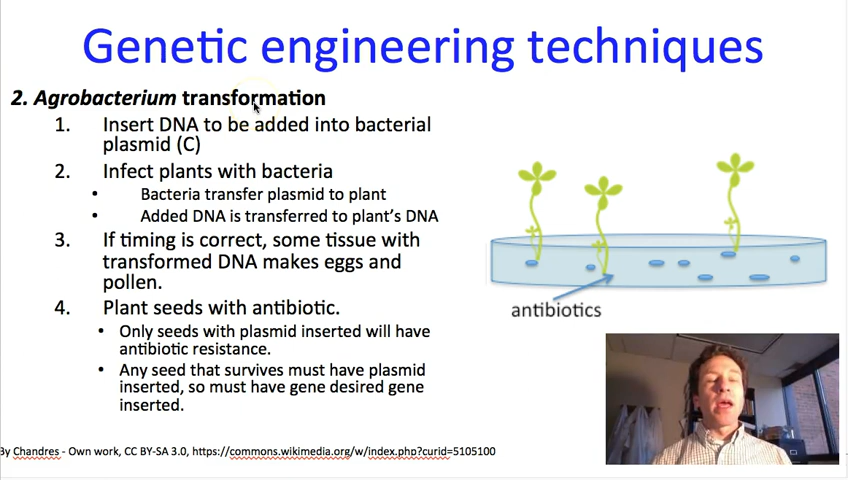 Genetic engineering techniques
2. Agrobacterium transformation
1. Insert DNA to be added into bacterial
plasmid (C)
2. Infect plants with bacteria
• Bacteria transfer plasmid to plant
• Added DNA is transferred to plant's DNA
3. If timing is correct, some tissue with
transformed DNA makes eggs and
pollen.
4. Plant seeds with antibiotic.
• Only seeds with plasmid inserted will have
antibiotic resistance.
• Any seed that survives must have plasmid
inserted, so must have gene desired gene
inserted.
antibiotics
By Chandres - Own work, CC BY-SA 3.0, https://commons.wikimedia.org/w/index.php?curid=5105100